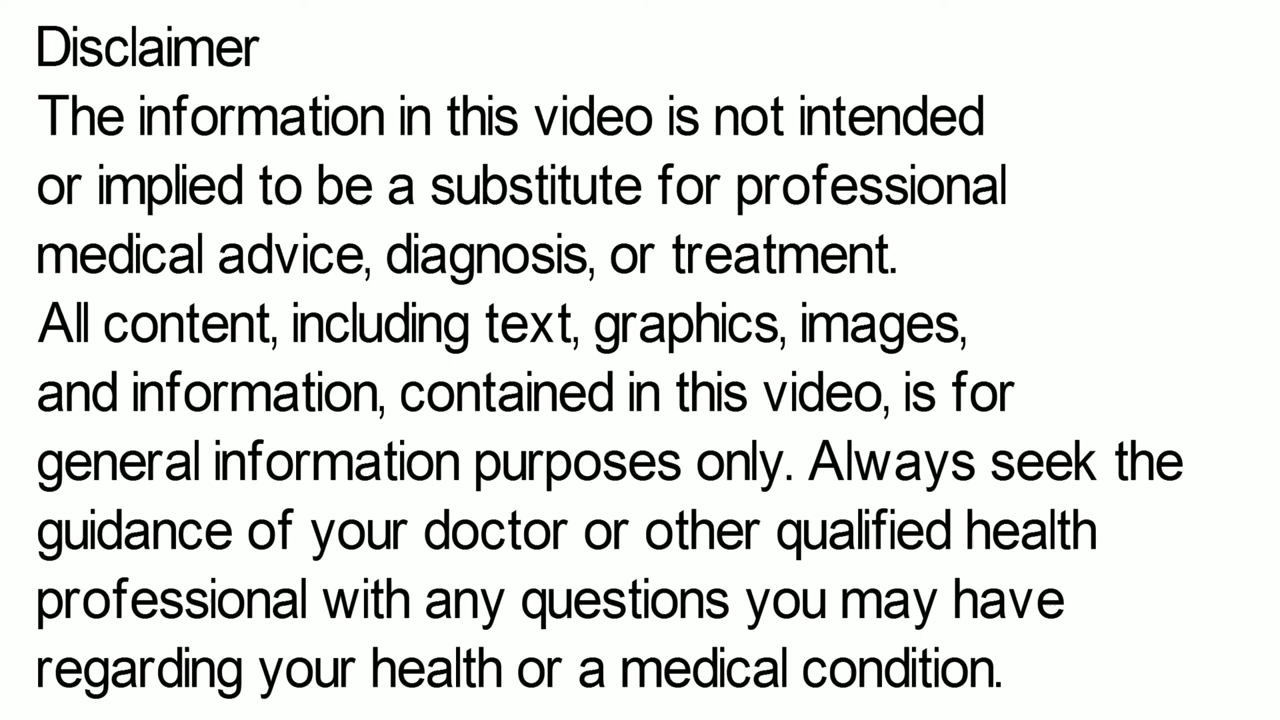 Disclaimer
The information in this video is not intended
or implied to be a substitute for professional
medical advice, diagnosis, or treatment.
All content, including text, graphics, images,
and information, contained in this video, is for
general information purposes only. Always seek the
guidance of your doctor or other qualified health
professional with any questions you may have
regarding your health or a medical condition.